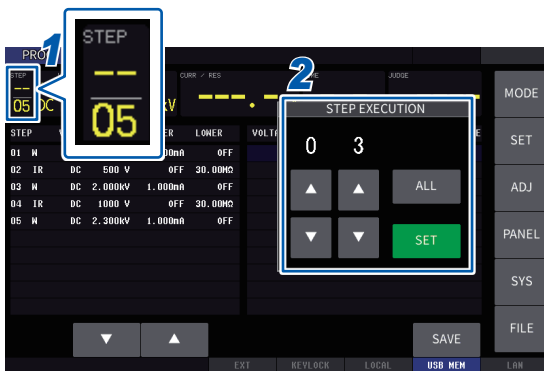 1
STEP
--
05
2
PRO
STEP
--
05
DC
kV
CURR / RES
ME
JUDGE
---.
STEP EXECUTION
0 3
ALL
SET
STEP V ER LOWER VOLTA E
01 W 00mA OFF
02 IR DC 500 V OFF 30.00MΩ
03 W DC 2.000kV 1.000mA OFF
04 IR DC 1000 V OFF 30.00MΩ
05 W DC 2.300kV 1.000mA OFF
MODE
SET
ADJ
PANEL
SYS
FILE
SAVE
EXT KEYLOCK LOCAL USB MEM LAN